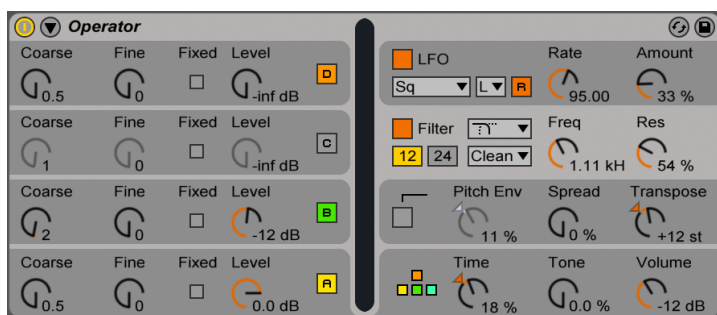 Operator
Coarse Fine Fixed Level
0.5 0 -inf dB D
Coarse Fine Fixed Level
1 0 -inf dB C
Coarse Fine Fixed Level
2 0 -12 dB B
Coarse Fine Fixed Level
0.5 0 0.0 dB A
LFO Rate Amount
Sq L R 95.00 33 %
Filter Freq Res
12 24 Clean 1.11 kH 54 %
Pitch Env Spread Transpose
11 % 0 % +12 st
Time Tone Volume
18 % 0.0 % -12 dB